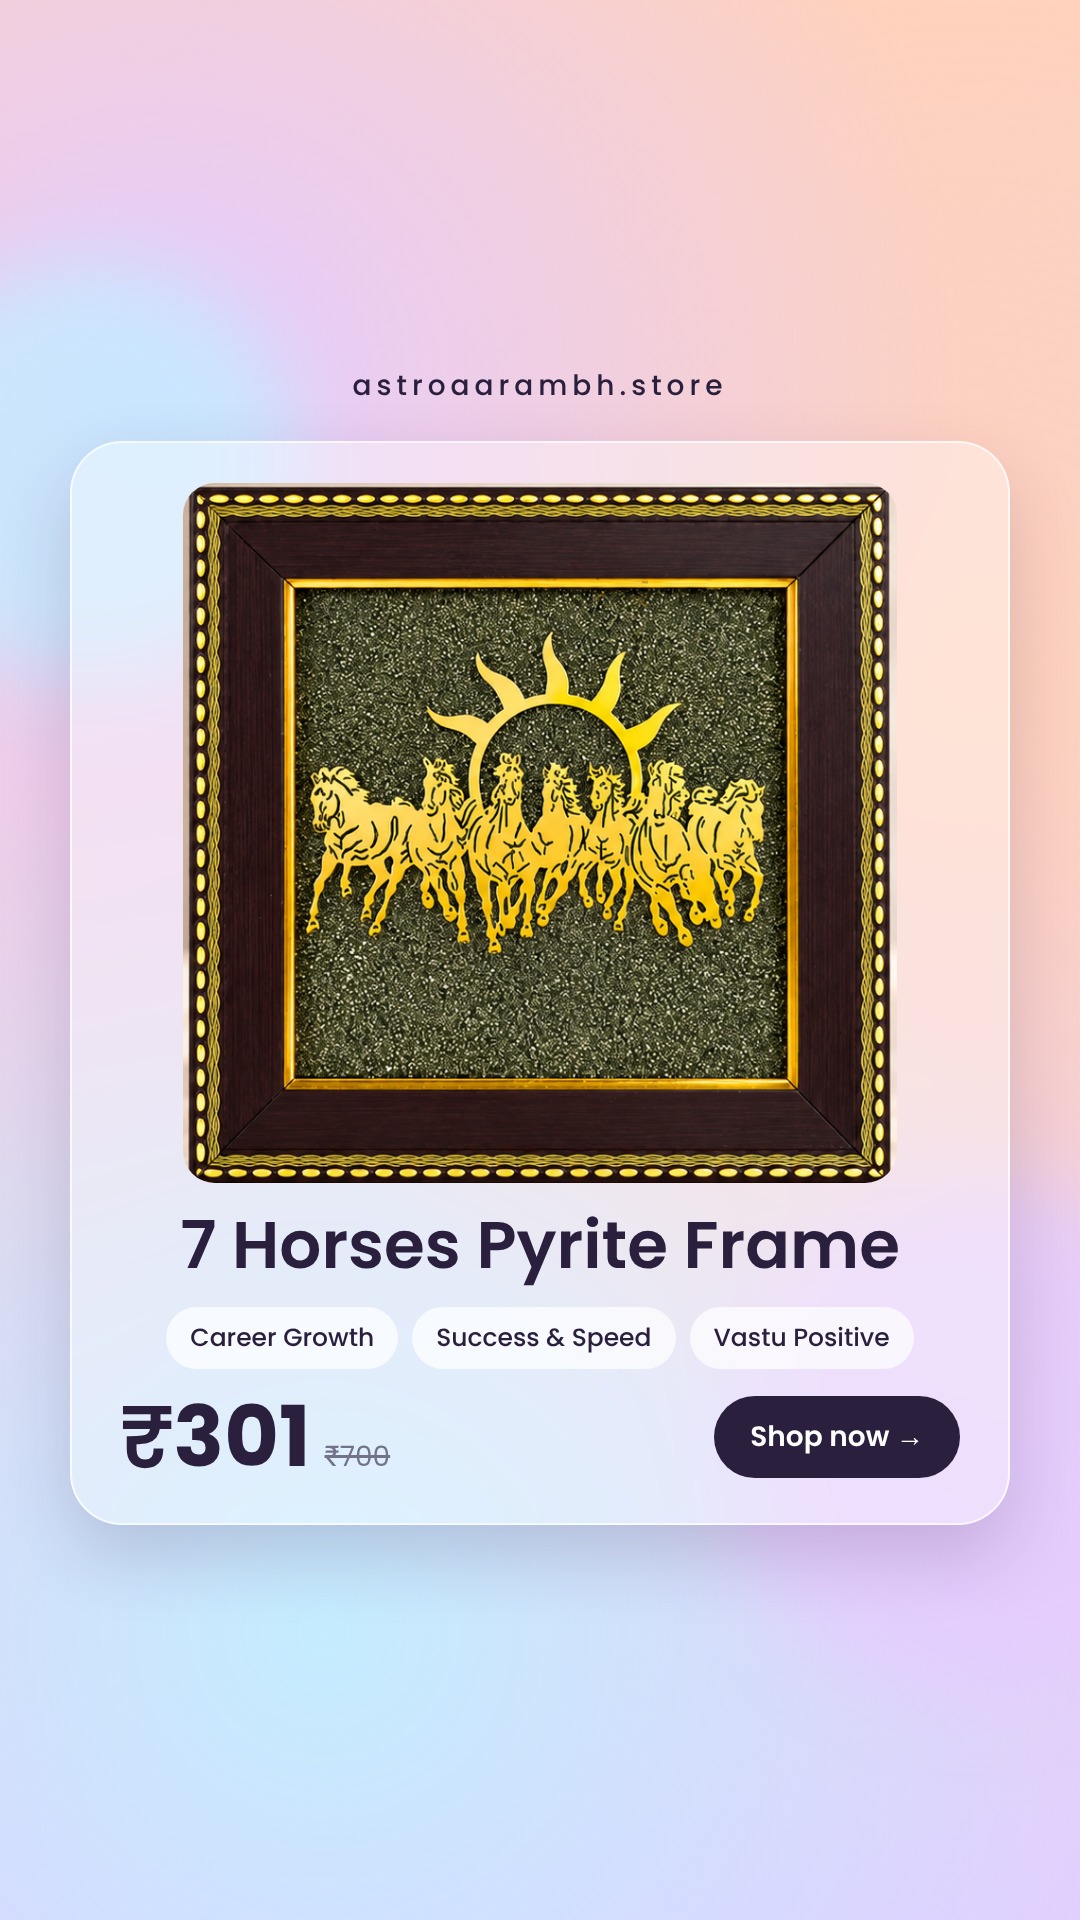 astroaarambh.store
7 Horses Pyrite Frame
Career Growth
Success & Speed
Vastu Positive
₹301 ₹700
Shop now →